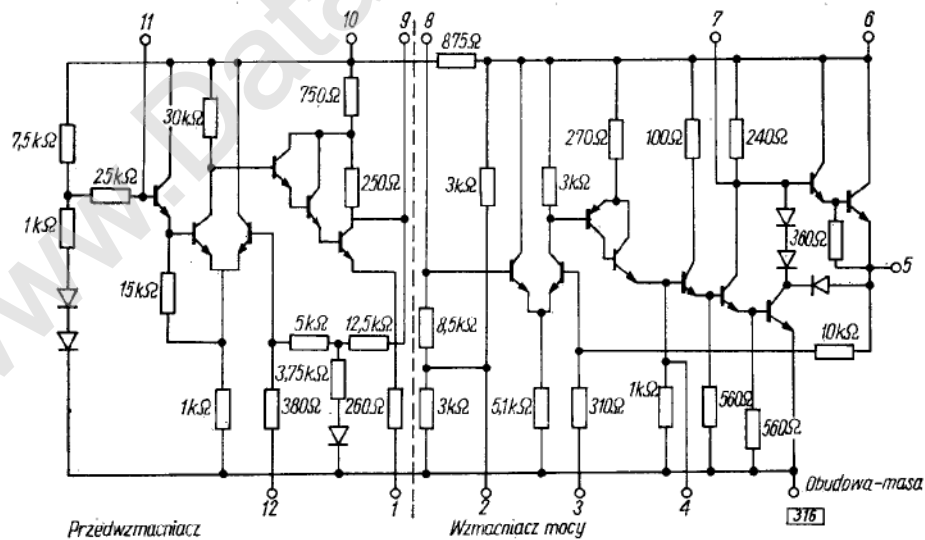 11
10
9
8
7
6
875Ω
30kΩ
750Ω
270Ω
100Ω
240Ω
7,5kΩ
25kΩ
250Ω
3kΩ
3kΩ
1kΩ
360Ω
5
15kΩ
5kΩ
12,5kΩ
8,5kΩ
10kΩ
3,75kΩ
1kΩ
380Ω
260Ω
3kΩ
5,1kΩ
310Ω
1kΩ
560Ω
560Ω
12
1
2
3
4
Obudowa-masa
316
Przedwzmacniacz
Wzmacniacz mocy
www.Data